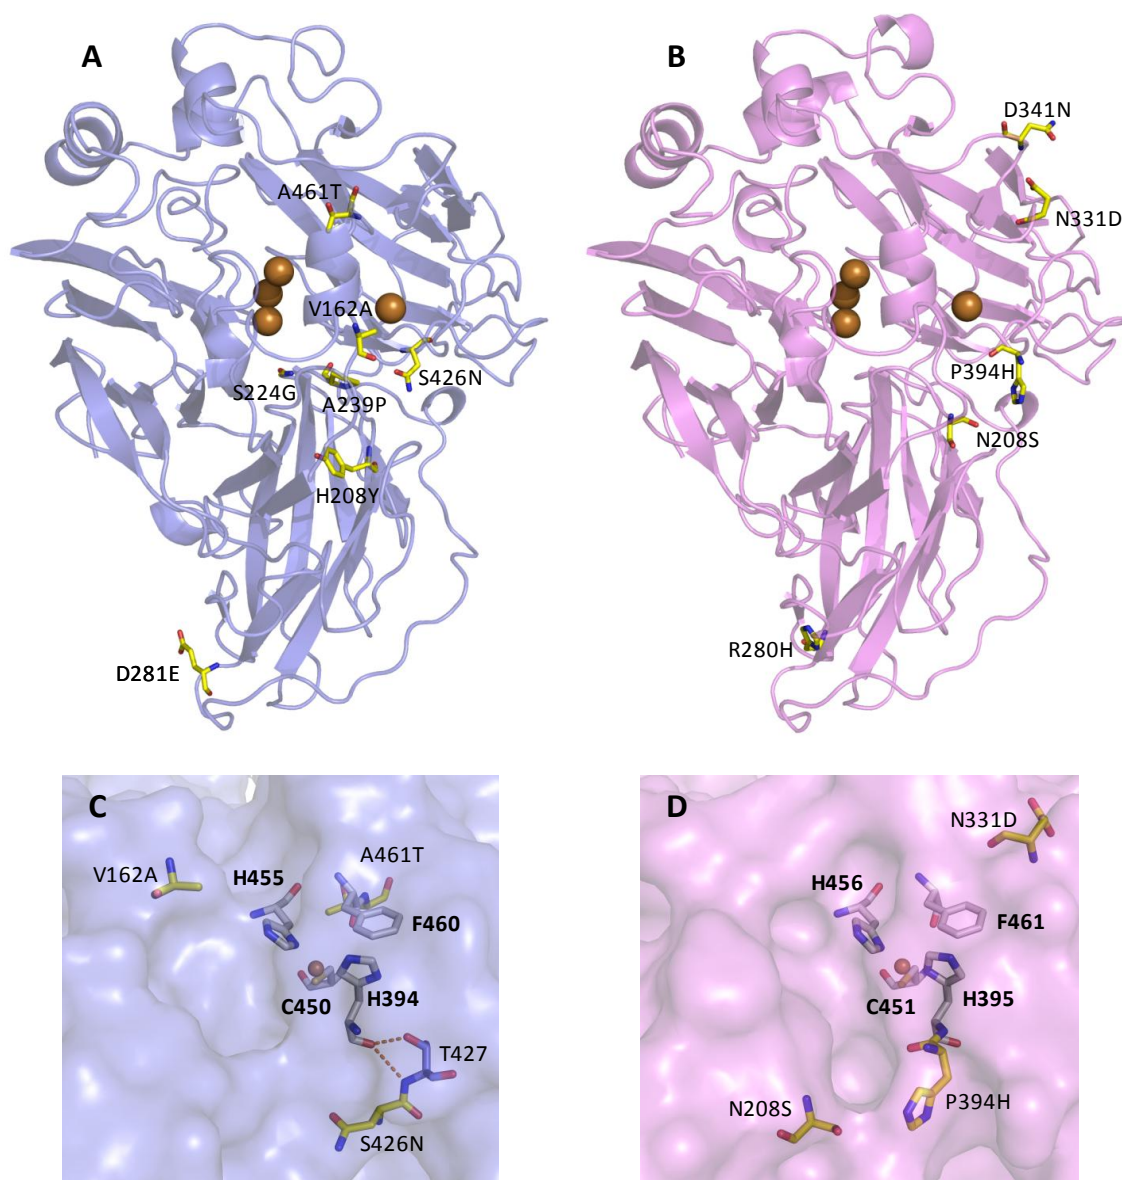 A
A461T
V162A
S426N
S224G
A239P
H208Y
D281E
B
D341N
N331D
P394H
N208S
R280H
C
V162A
A461T
H455
F460
C450
H394
T427
S426N
D
N331D
H456
F461
C451
H395
N208S
P394H